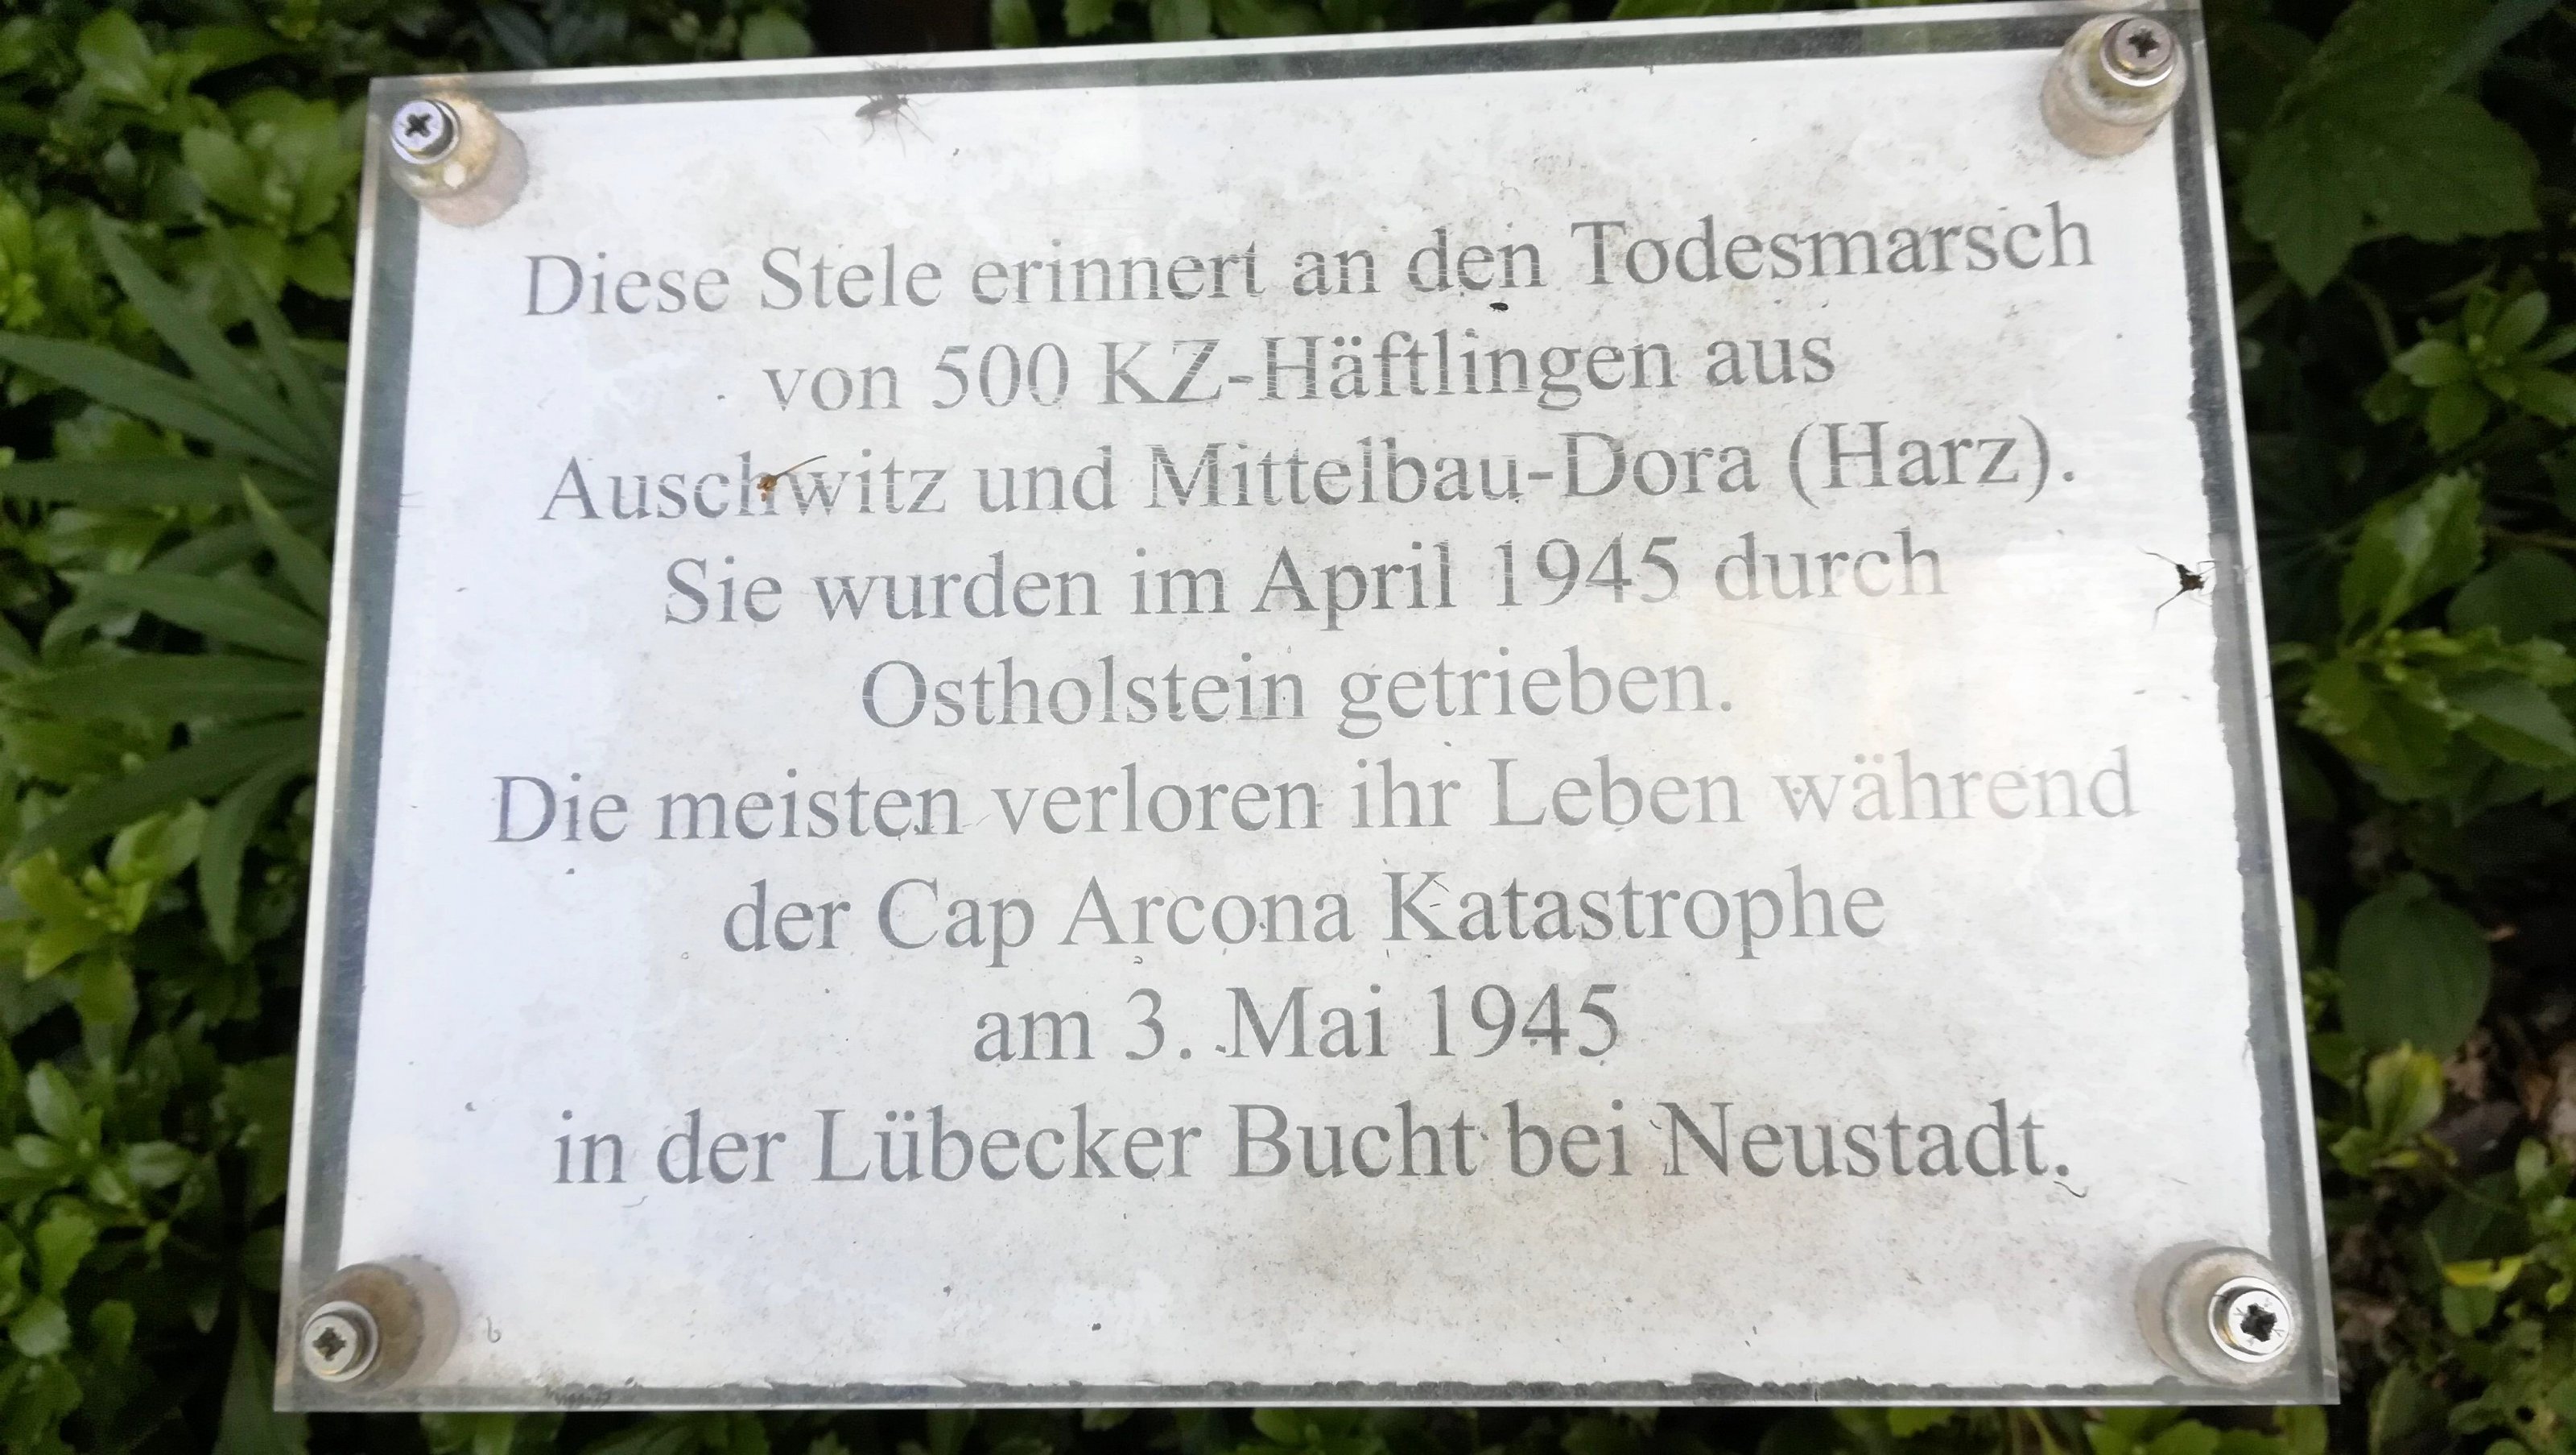 Diese Stele erinnert an den Todesmarsch
von 500 KZ-Häftlingen aus
Auschwitz und Mittelbau-Dora (Harz).
Sie wurden im April 1945 durch
Ostholstein getrieben.
Die meisten verloren ihr Leben während
der Cap Arcona Katastrophe
am 3. Mai 1945
in der Lübecker Bucht bei Neustadt.